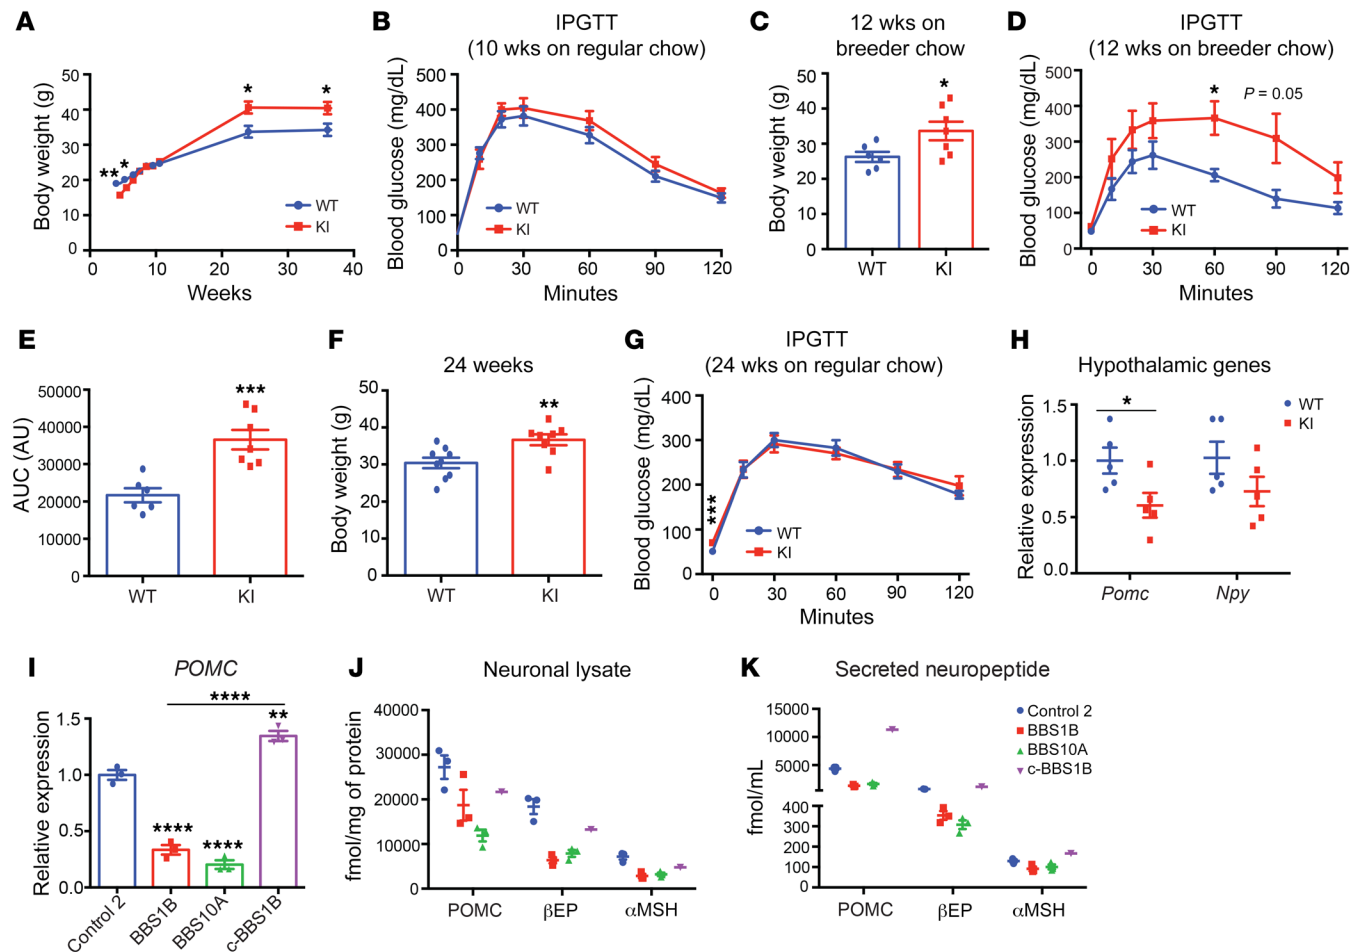 A
Body weight (g)
50
40
30
20
10
0
**
*
*
*
WT
KI
0
10
20
30
40
Weeks
B
IPGTT
(10 wks on regular chow)
Blood glucose (mg/dL)
500
400
300
200
100
0
WT
KI
0
30
60
90
120
Minutes
C
12 wks on
breeder chow
Body weight (g)
50
40
30
20
10
0
*
WT
KI
D
IPGTT
(12 wks on breeder chow)
Blood glucose (mg/dL)
500
400
300
200
100
0
*
P = 0.05
WT
KI
0
30
60
90
120
Minutes
E
AUC (AU)
50000
40000
30000
20000
10000
0
***
WT
KI
F
24 weeks
Body weight (g)
50
40
30
20
10
0
**
WT
KI
G
IPGTT
(24 wks on regular chow)
Blood glucose (mg/dL)
400
300
200
100
0
***
WT
KI
0
30
60
90
120
Minutes
H
Hypothalamic genes
Relative expression
1.5
1.0
0.5
0.0
*
WT
KI
Pomc
Npy
I
POMC
Relative expression
1.5
1.0
0.5
0.0
****
**
****
****
Control 2
BBS1B
BBS10A
c-BBS1B
J
Neuronal lysate
fmol/mg of protein
40000
30000
20000
10000
0
POMC
βEP
αMSH
K
Secreted neuropeptide
fmol/mL
15000
10000
5000
400
300
200
100
0
Control 2
BBS1B
BBS10A
c-BBS1B
POMC
βEP
αMSH